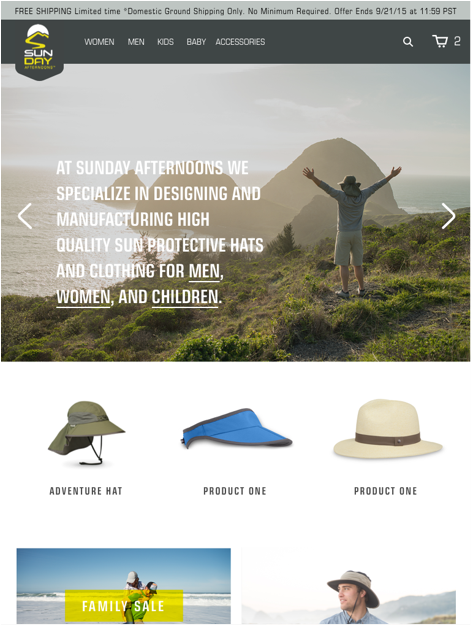 FREE SHIPPING Limited time *Domestic Ground Shipping Only. No Minimum Required. Offer Ends 9/21/15 at 11:59 PST
WOMEN MEN KIDS BABY ACCESSORIES 2
SUN
DAY
AFTERNOONS
AT SUNDAY AFTERNOONS WE
SPECIALIZE IN DESIGNING AND
MANUFACTURING HIGH
QUALITY SUN PROTECTIVE HATS
AND CLOTHING FOR MEN,
WOMEN, AND CHILDREN.
ADVENTURE HAT
PRODUCT ONE
PRODUCT ONE
FAMILY SALE